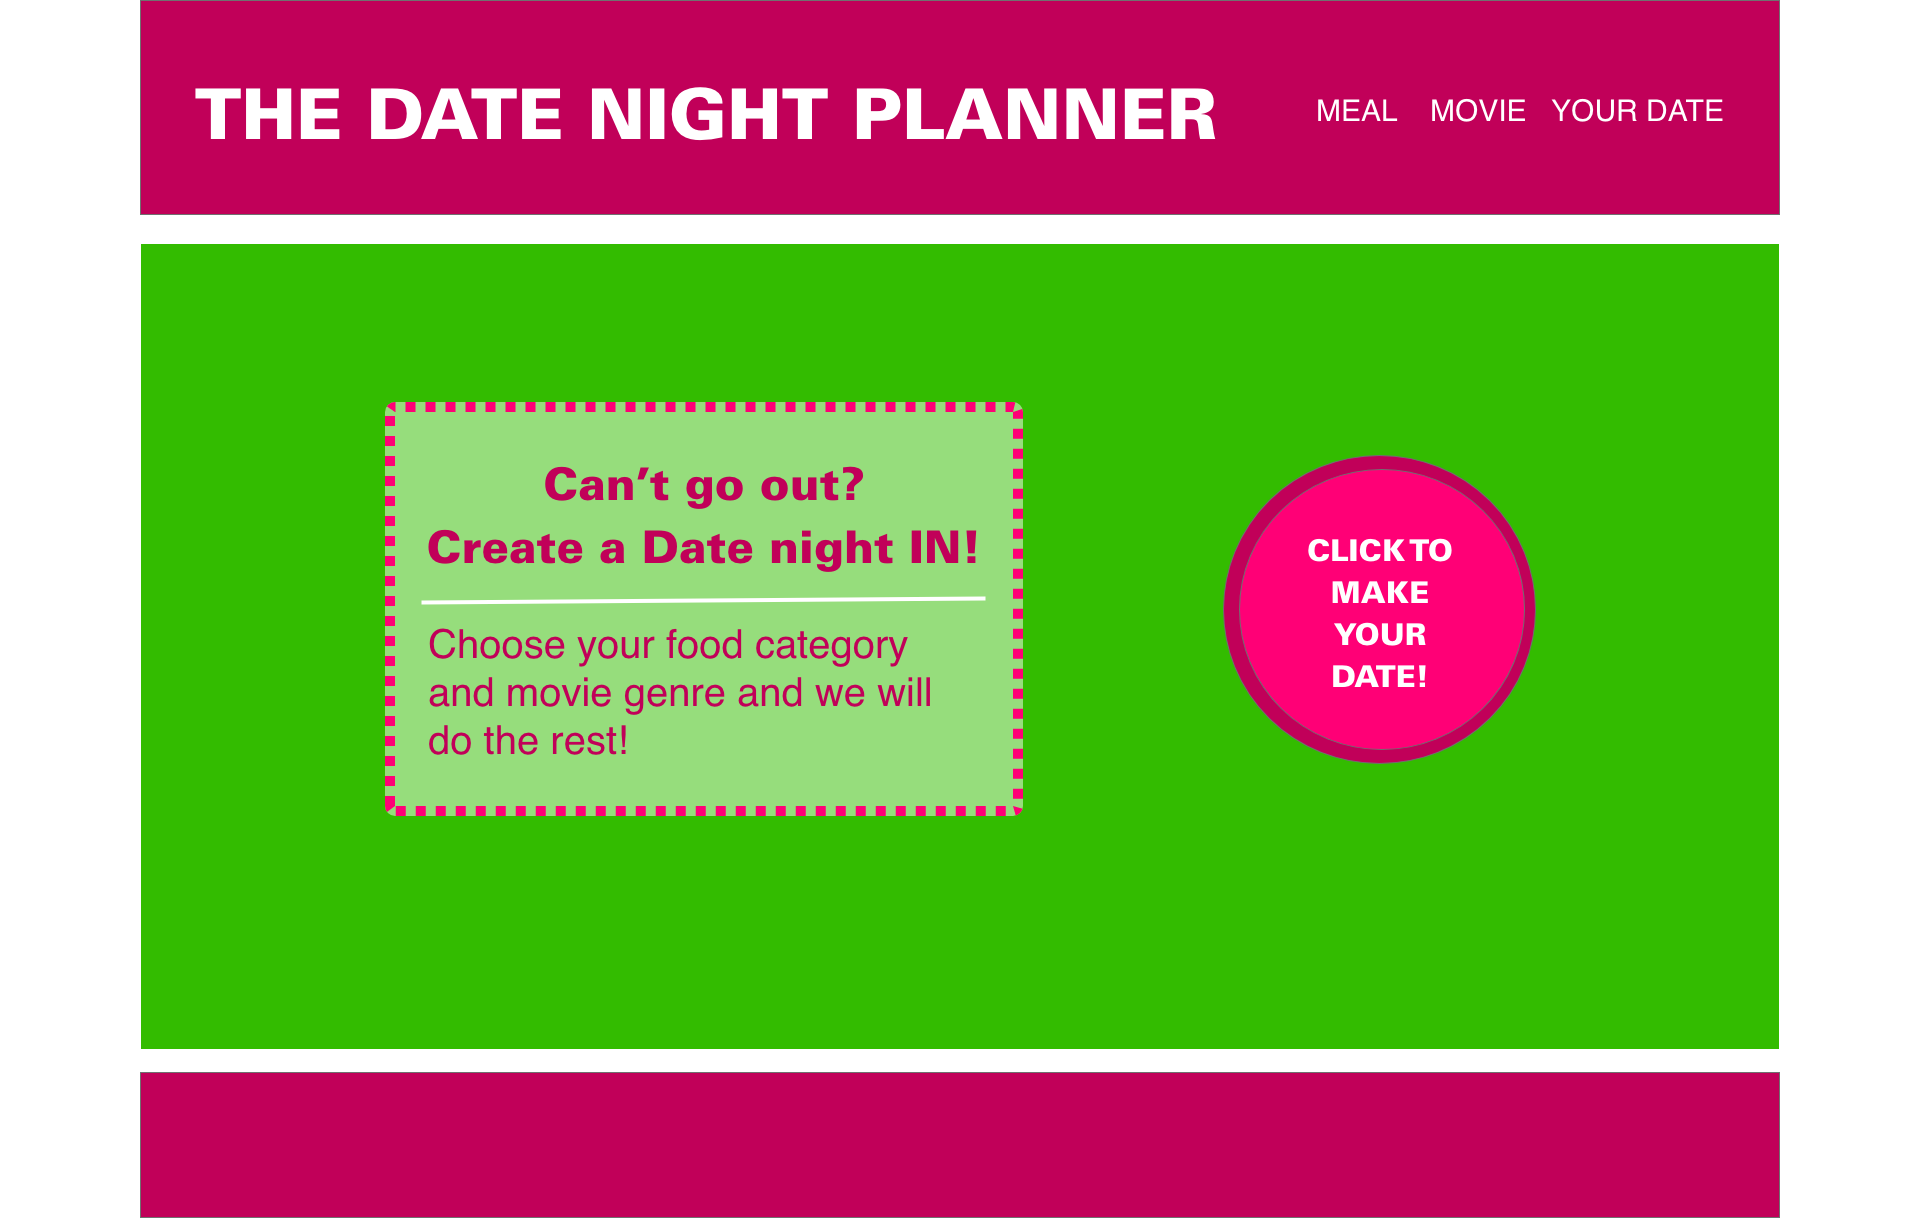 THE DATE NIGHT PLANNER
MEAL MOVIE YOUR DATE
Can’t go out?
Create a Date night IN!
Choose your food category
and movie genre and we will
do the rest!
CLICK TO
MAKE
YOUR
DATE!